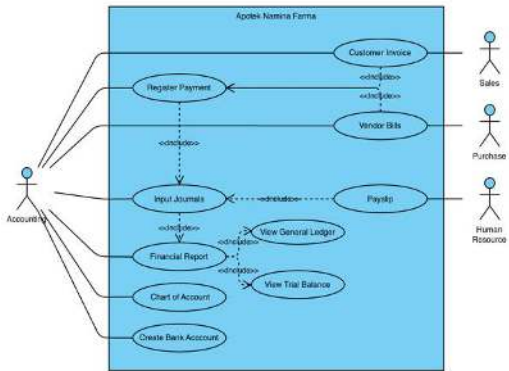 Apotek Namina Farma
Customer Invoice
Sales
<<Include>>
Register Payment
<<Include>>
Vendor Bills
<<Include>>
Purchase
Accounting
Input Journals
<<Include>>
Payslip
Human
Resource
<<Include>>
View General Ledger
<<Include>>
Financial Report
<<Include>>
View Trial Balance
Chart of Account
Create Bank Acccount